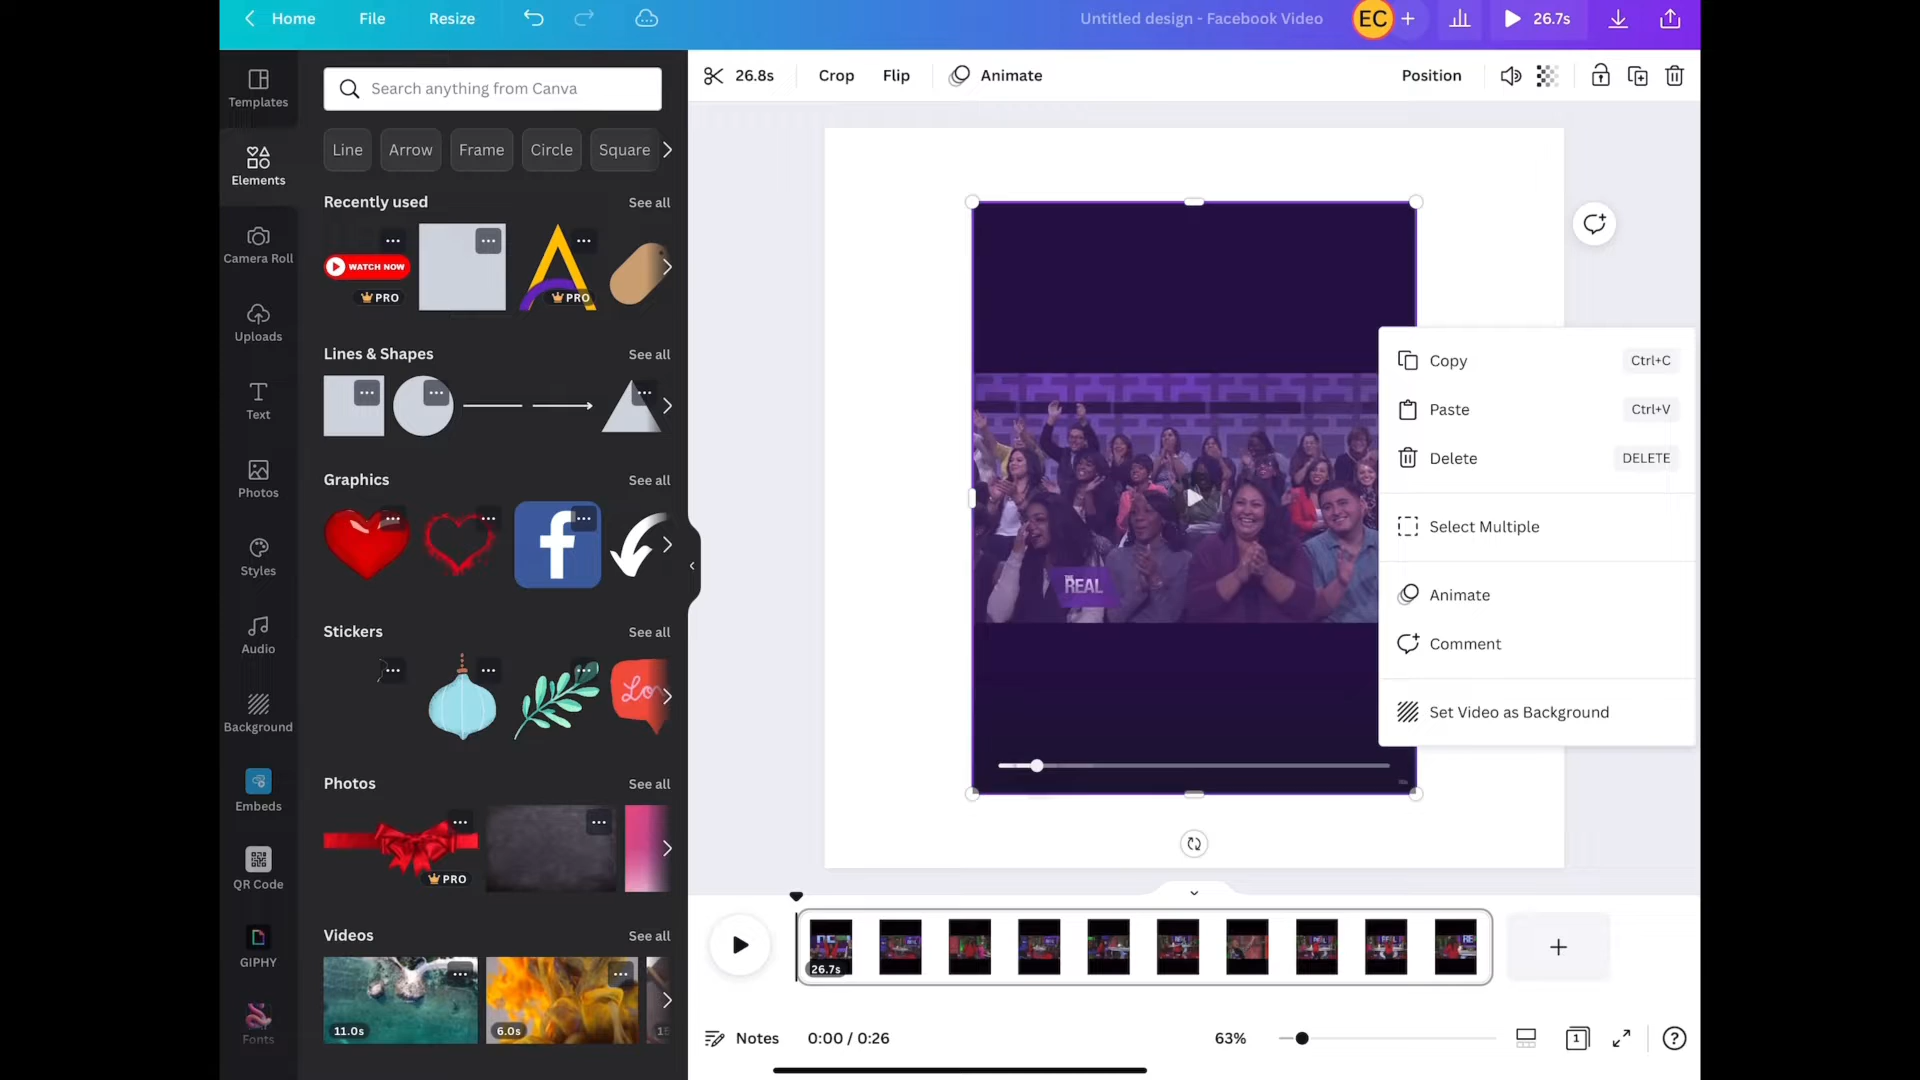 Home
File
Resize
Untitled design - Facebook Video
EC
26.7s
Templates
Elements
Camera Roll
Uploads
Text
Photos
Styles
Audio
Background
Embeds
QR Code
GIPHY
Fonts
Search anything from Canva
Line
Arrow
Frame
Circle
Square
Recently used
See all
WATCH NOW
PRO
A
PRO
Lines & Shapes
See all
Graphics
See all
f
Stickers
See all
Photos
See all
PRO
Videos
See all
11.0s
6.0s
26.8s
Crop
Flip
Animate
Position
THE REAL
Copy
Ctrl+C
Paste
Ctrl+V
Delete
DELETE
Select Multiple
Animate
Comment
Set Video as Background
26.7s
Notes
0:00 / 0:26
63%
1
?